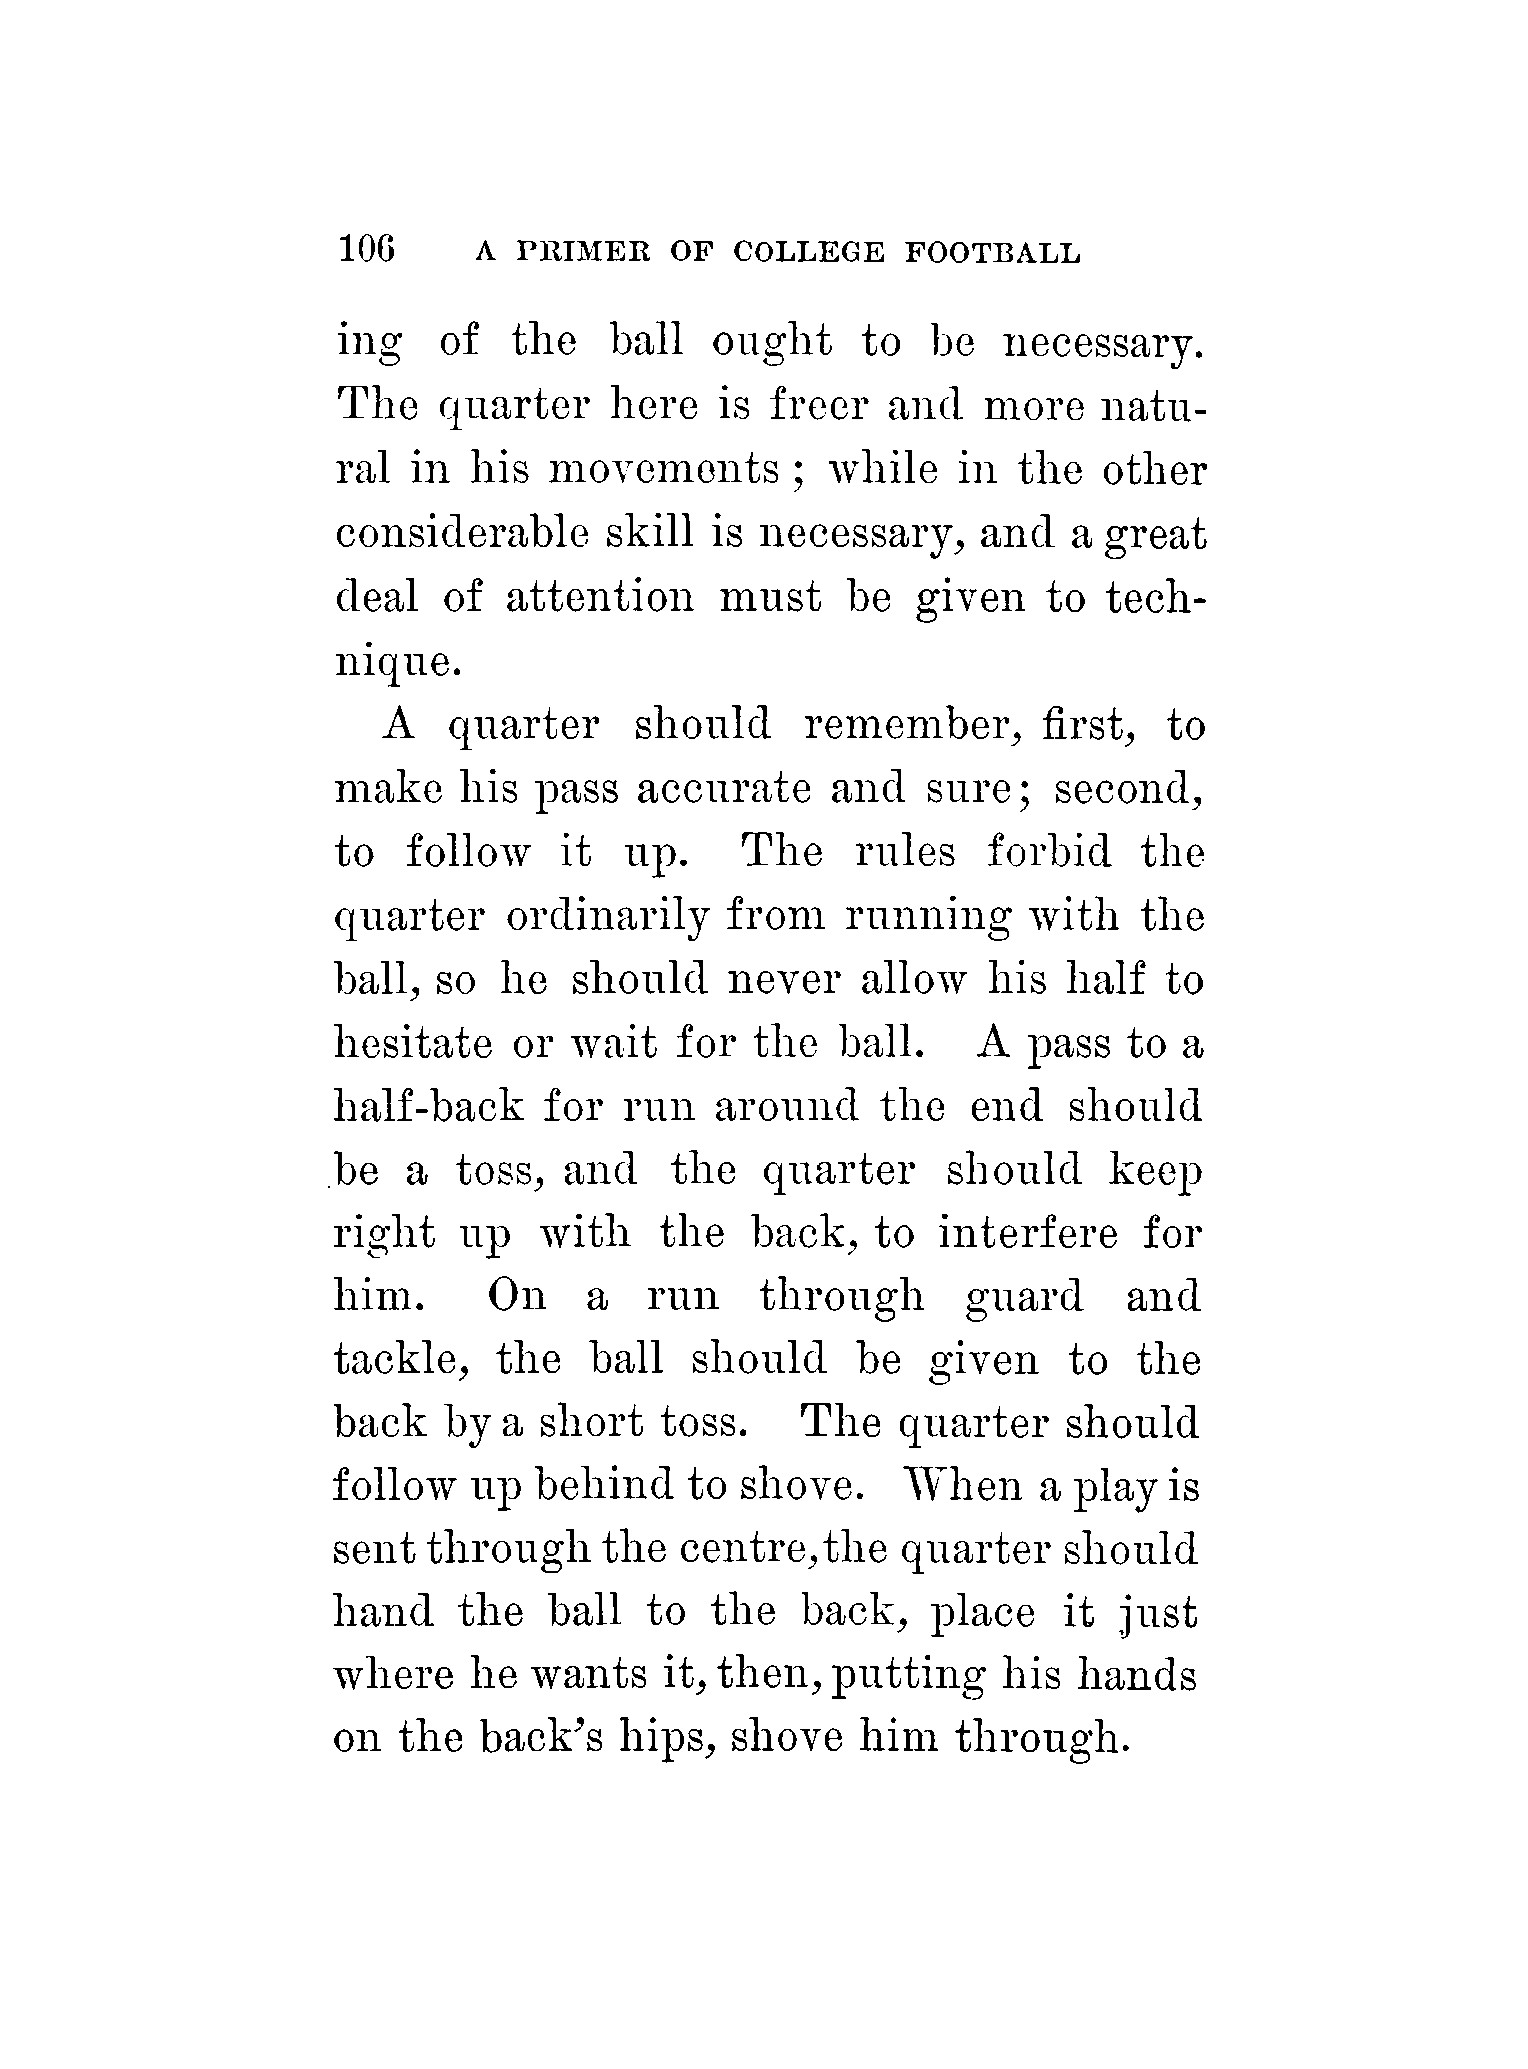 106 A PRIMER OF COLLEGE FOOTBALL
ing of the ball ought to be necessary.
The quarter here is freer and more natu-
ral in his movements ; while in the other
considerable skill is necessary, and a great
deal of attention must be given to tech-
nique.
A quarter should remember, first, to
make his pass accurate and sure; second,
to follow it up. The rules forbid the
quarter ordinarily from running with the
ball, so he should never allow his half to
hesitate or wait for the ball. A pass to a
half-back for run around the end should
be a toss, and the quarter should keep
right up with the back, to interfere for
him. On a run through guard and
tackle, the ball should be given to the
back by a short toss. The quarter should
follow up behind to shove. When a play is
sent through the centre, the quarter should
hand the ball to the back, place it just
where he wants it, then, putting his hands
on the back's hips, shove him through.